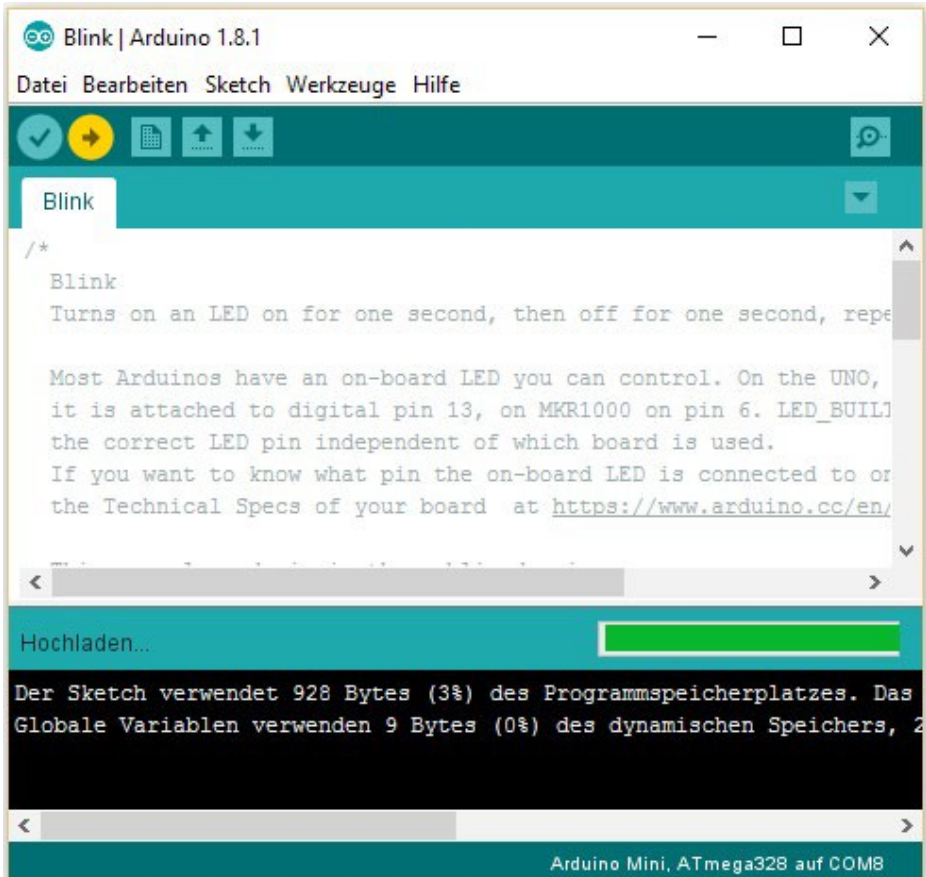 Blink | Arduino 1.8.1
Datei Bearbeiten Sketch Werkzeuge Hilfe
Blink
/*
Blink
Turns on an LED on for one second, then off for one second, repe
Most Arduinos have an on-board LED you can control. On the UNO,
it is attached to digital pin 13, on MKR1000 on pin 6. LED_BUILT
the correct LED pin independent of which board is used.
If you want to know what pin the on-board LED is connected to on
the Technical Specs of your board at https://www.arduino.cc/en/
Hochladen...
Der Sketch verwendet 928 Bytes (3%) des Programmspeicherplatzes. Das
Globale Variablen verwenden 9 Bytes (0%) des dynamischen Speichers, 2
Arduino Mini, ATmega328 auf COM8